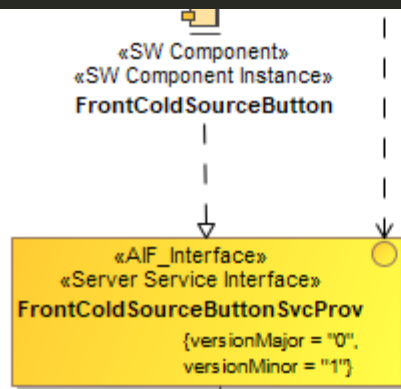 «SW Component»
«SW Component Instance»
FrontColdSourceButton
«AIF_Interface»
«Server Service Interface»
FrontColdSourceButtonSvcProv
{versionMajor = "0",
versionMinor = "1"}